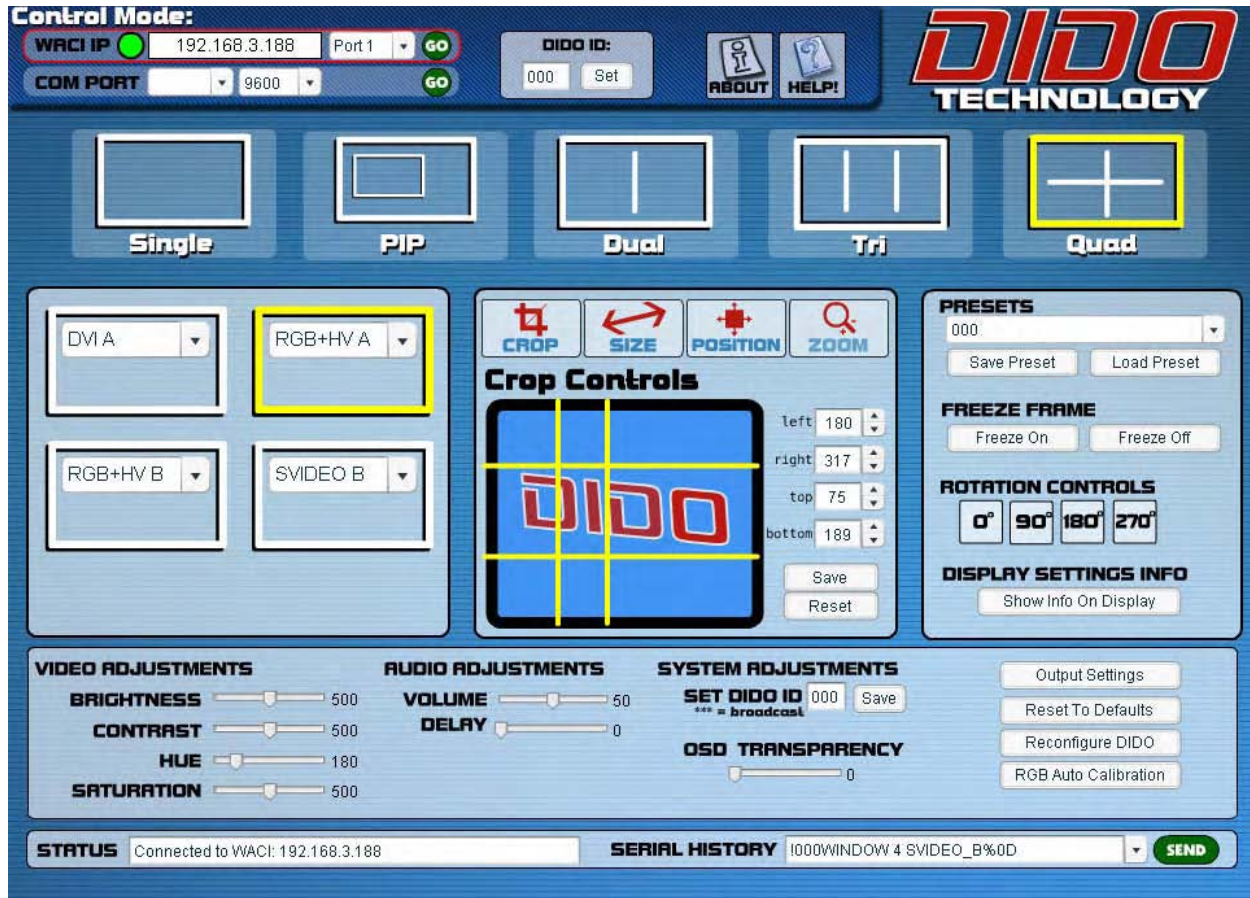 Control Mode:
WACI IP 192.168.3.188 Port 1 GO
COM PORT 9600 GO
DIDO ID:
000 Set
ABOUT HELP!
DIDO
TECHNOLOGY
Single PIP Dual Tri Quad
DVI A RGB+HV A
RGB+HV B SVIDEO B
CROP SIZE POSITION ZOOM
Crop Controls
DIDO
left 180
right 317
top 75
bottom 189
Save
Reset
PRESETS
000
Save Preset Load Preset
FREEZE FRAME
Freeze On Freeze Off
ROTATION CONTROLS
0° 90° 180° 270°
DISPLAY SETTINGS INFO
Show Info On Display
VIDEO ADJUSTMENTS
BRIGHTNESS 500
CONTRAST 500
HUE 180
SATURATION 500
AUDIO ADJUSTMENTS
VOLUME 50
DELAY 0
SYSTEM ADJUSTMENTS
SET DIDO ID 000 Save
*** = broadcast
OSD TRANSPARENCY
0
Output Settings
Reset To Defaults
Reconfigure DIDO
RGB Auto Calibration
STATUS Connected to WACI: 192.168.3.188
SERIAL HISTORY !000WINDOW 4 SVIDEO_B%0D SEND